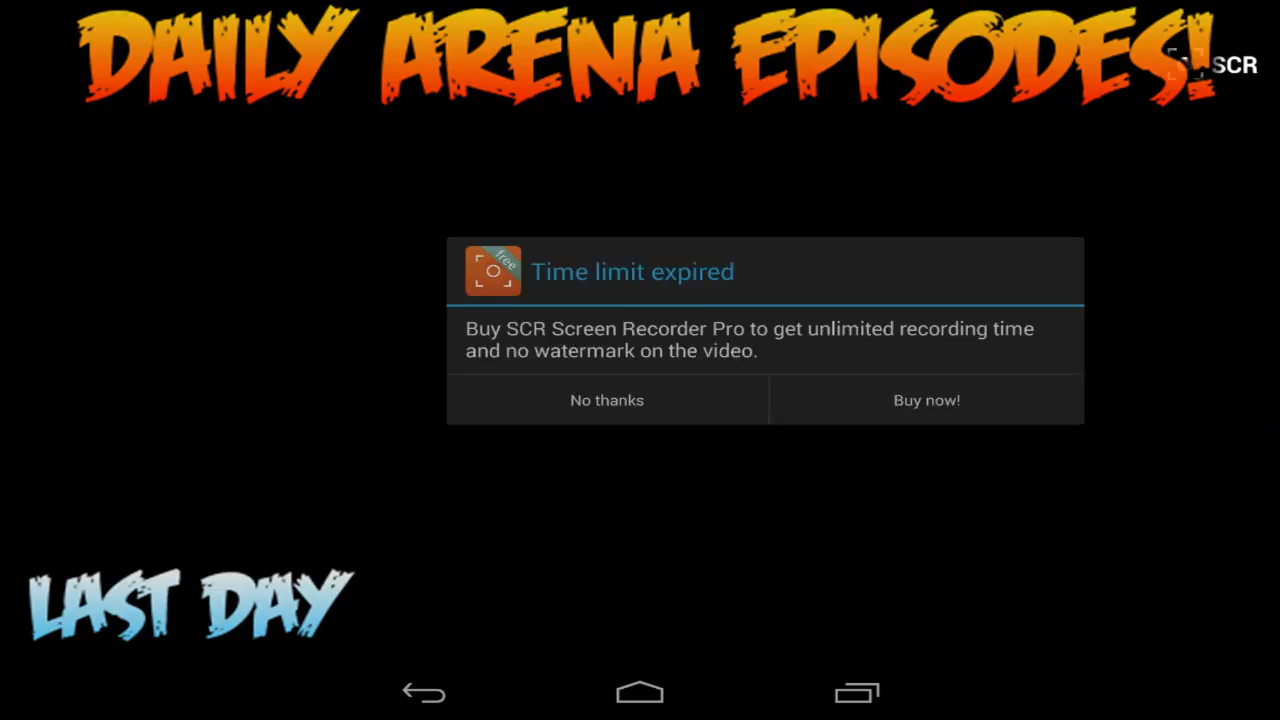 DAILY ARENA EPISODES!
SCR
free
Time limit expired
Buy SCR Screen Recorder Pro to get unlimited recording time
and no watermark on the video.
No thanks
Buy now!
LAST DAY